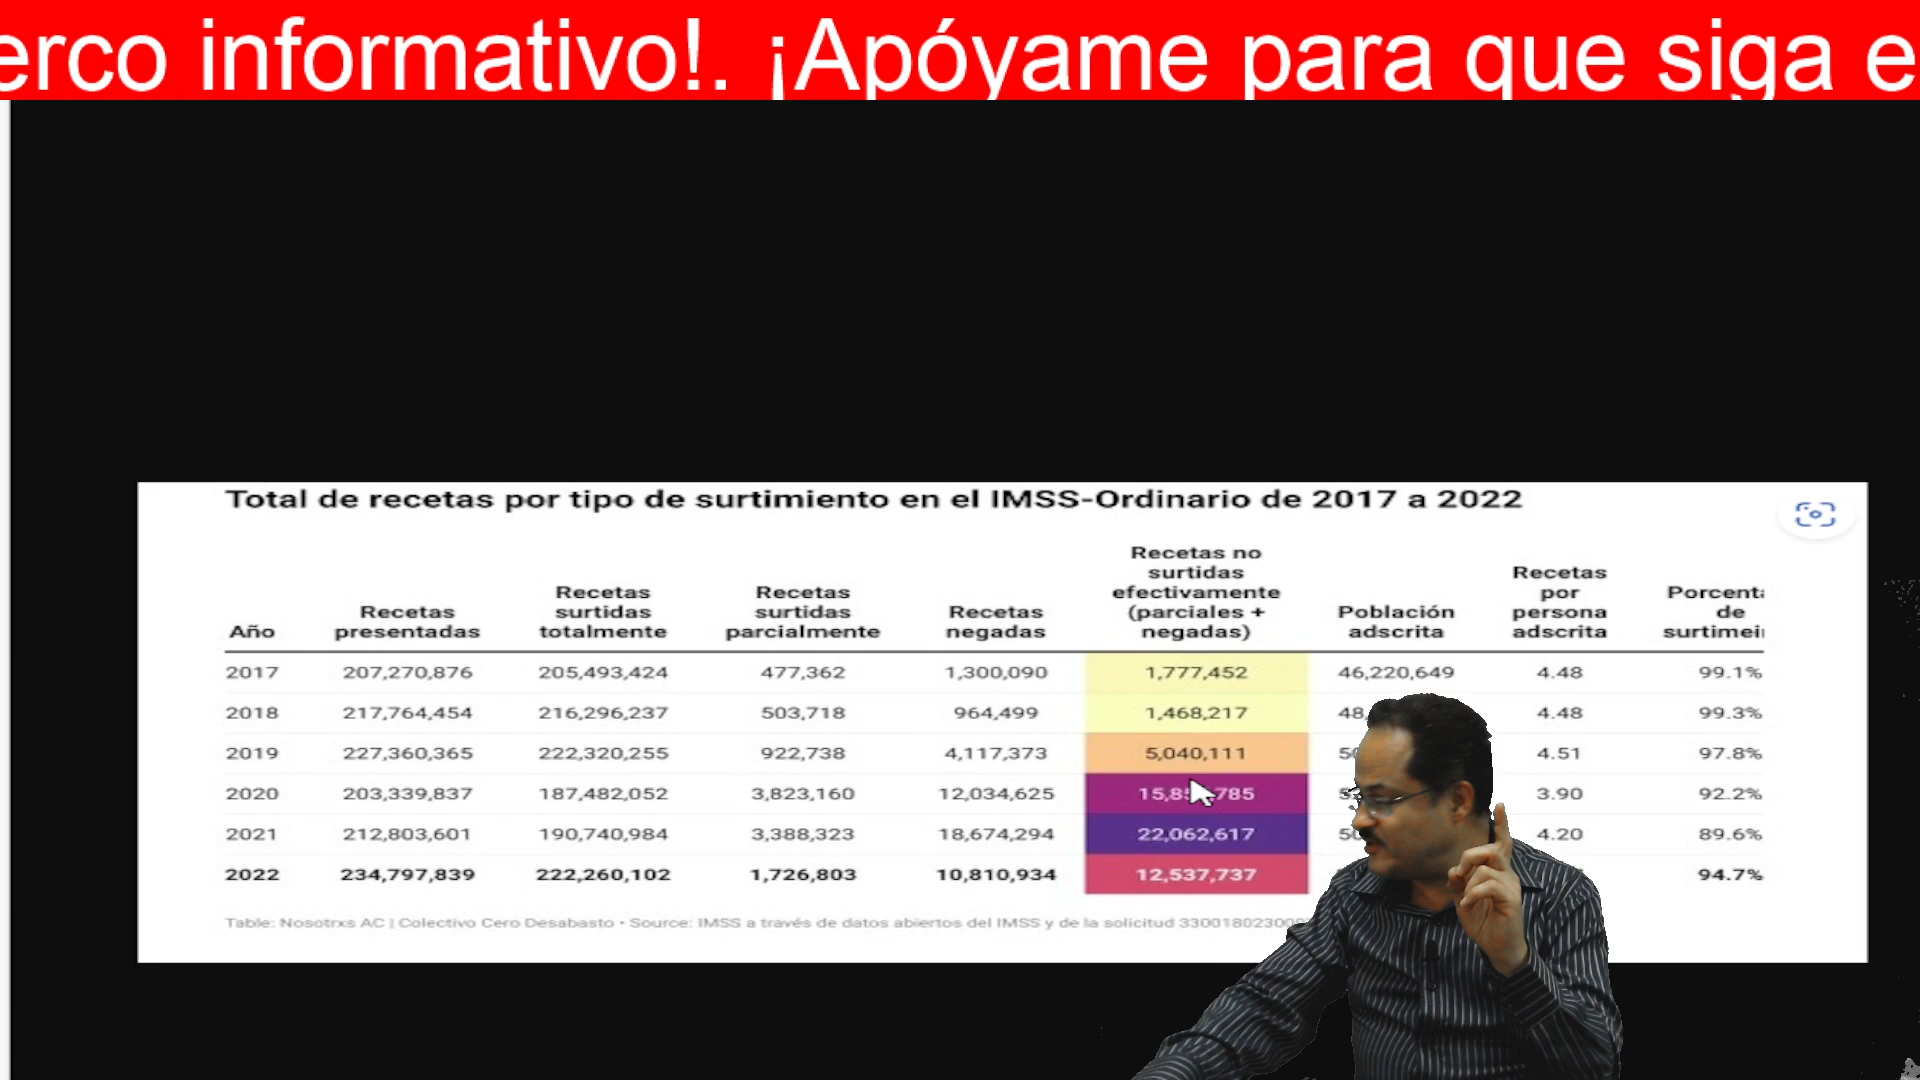 erco informativo!. ¡Apóyame para que siga e
Total de recetas por tipo de surtimiento en el IMSS-Ordinario de 2017 a 2022
Año Recetas presentadas Recetas surtidas totalmente Recetas surtidas parcialmente Recetas negadas Recetas no surtidas efectivamente (parciales + negadas) Población adscrita Recetas por persona adscrita Porcenta de surtimei
2017 207,270,876 205,493,424 477,362 1,300,090 1,777,452 46,220,649 4.48 99.1%
2018 217,764,454 216,296,237 503,718 964,499 1,468,217 48, 4.48 99.3%
2019 227,360,365 222,320,255 922,738 4,117,373 5,040,111 50 4.51 97.8%
2020 203,339,837 187,482,052 3,823,160 12,034,625 15,8 785 3.90 92.2%
2021 212,803,601 190,740,984 3,388,323 18,674,294 22,062,617 50 4.20 89.6%
2022 234,797,839 222,260,102 1,726,803 10,810,934 12,537,737 94.7%
Table: Nosotrxs AC | Colectivo Cero Desabasto • Source: IMSS a través de datos abiertos del IMSS y de la solicitud